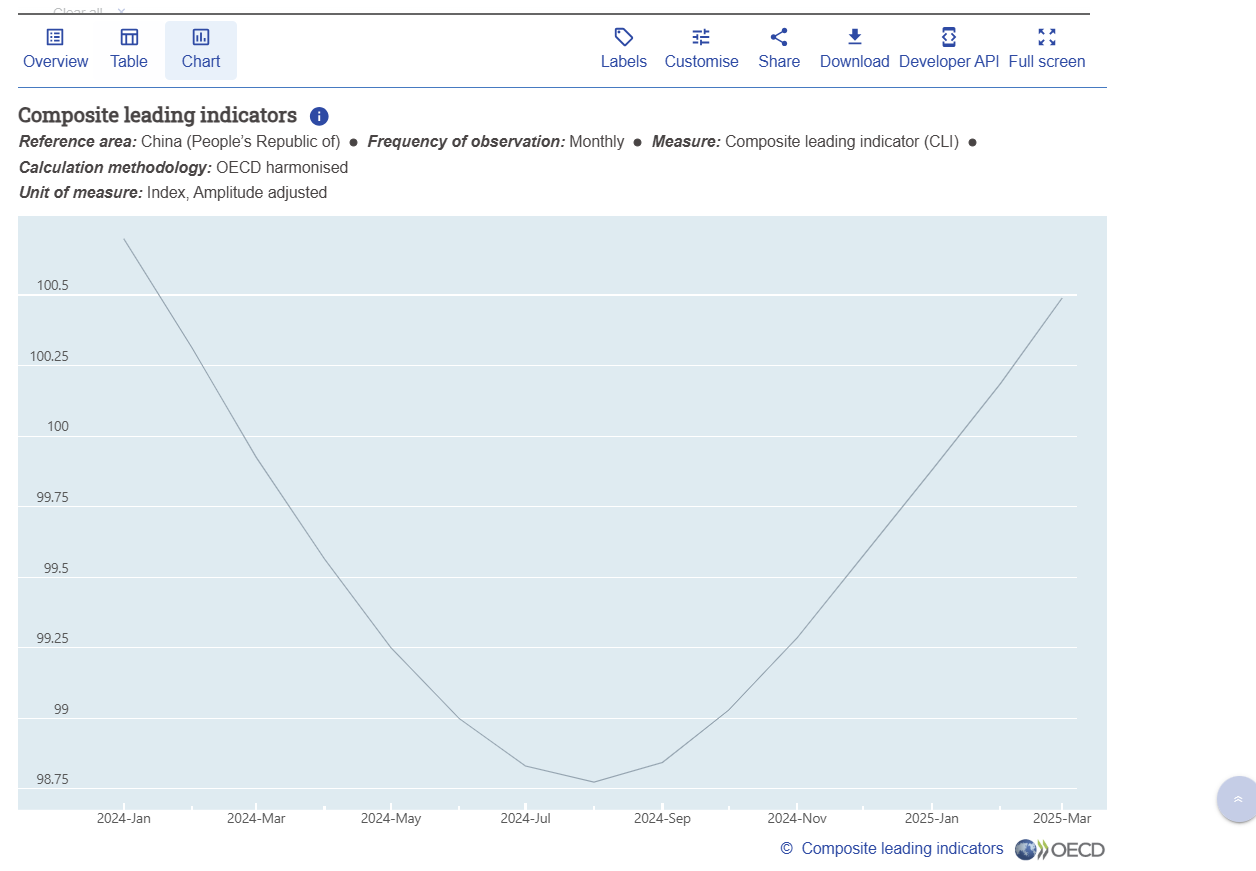 Clear all ×
Overview Table Chart Labels Customise Share Download Developer API Full screen
Composite leading indicators i
Reference area: China (People’s Republic of) ● Frequency of observation: Monthly ● Measure: Composite leading indicator (CLI) ●
Calculation methodology: OECD harmonised
Unit of measure: Index, Amplitude adjusted
100.5
100.25
100
99.75
99.5
99.25
99
98.75
2024-Jan 2024-Mar 2024-May 2024-Jul 2024-Sep 2024-Nov 2025-Jan 2025-Mar
© Composite leading indicators OECD